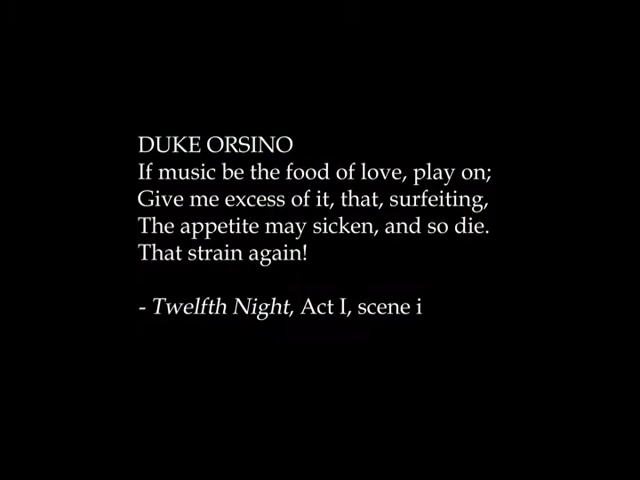 DUKE ORSINO
If music be the food of love, play on;
Give me excess of it, that, surfeiting,
The appetite may sicken, and so die.
That strain again!
- Twelfth Night, Act I, scene i